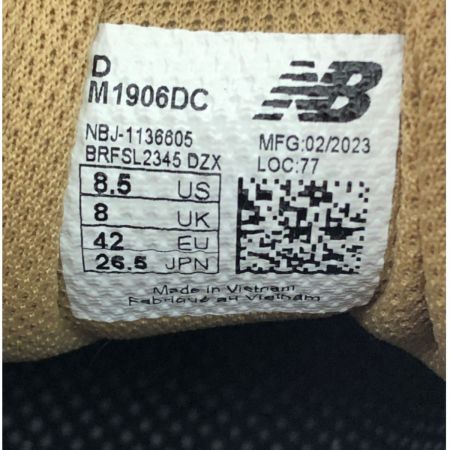 D
M1906DC
NB
NBJ-1136605
BRFSL2345 DZX
MFG:02/2023
LOC:77
8.5 US
8 UK
42 EU
26.5 JPN
Made in Vietnam
Fabriqué au Vietnam